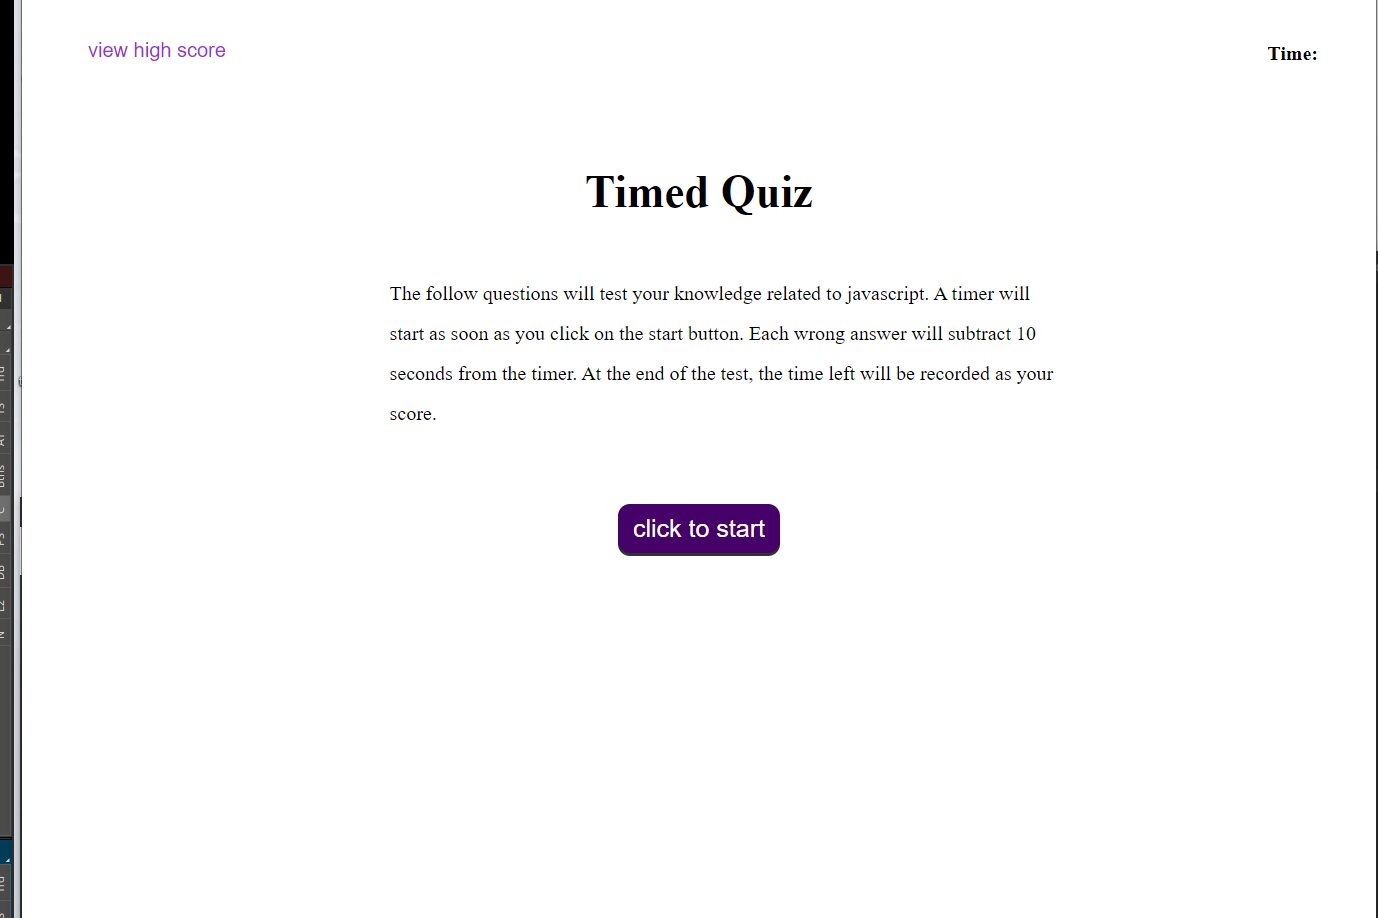 view high score
Time:
Timed Quiz
The follow questions will test your knowledge related to javascript. A timer will
start as soon as you click on the start button. Each wrong answer will subtract 10
seconds from the timer. At the end of the test, the time left will be recorded as your
score.
click to start